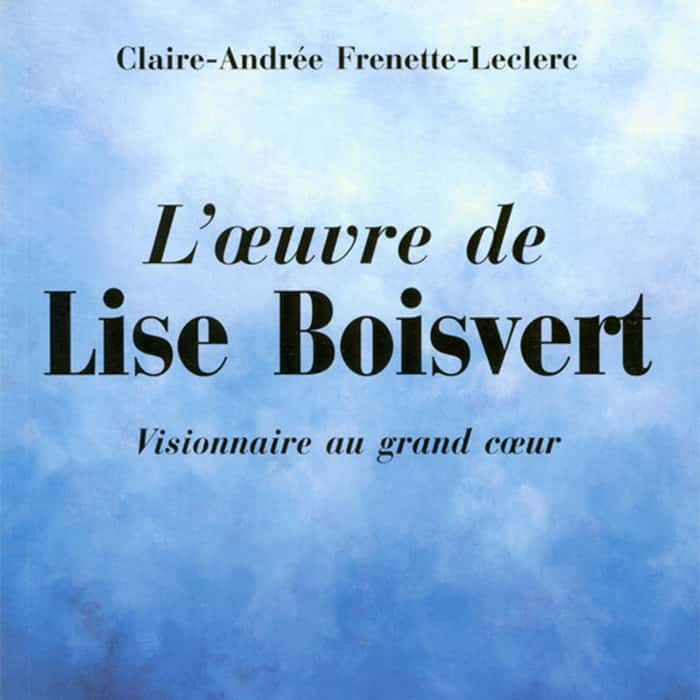 Claire-Andrée Frenette-Leclerc
L'œuvre de
Lise Boisvert
Visionnaire au grand cœur